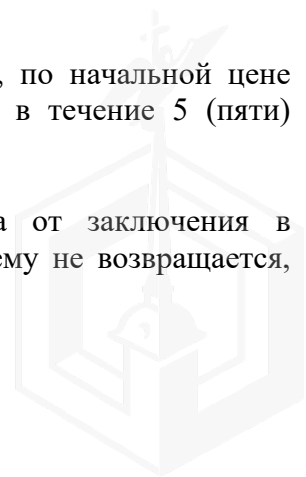 , по начальной цене
в течение 5 (пяти)
а от заключения в
ему не возвращается,